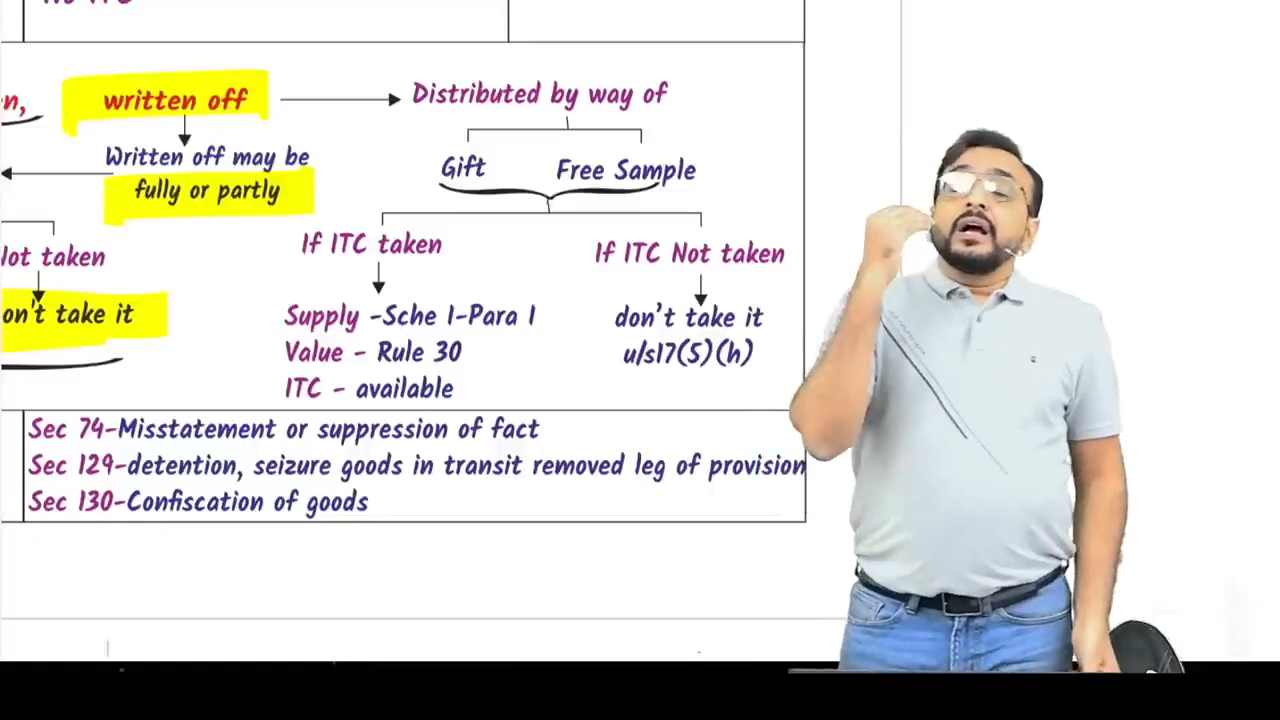 No ITC
n,
written off
Distributed by way of
Written off may be
fully or partly
Gift
Free Sample
If ITC taken
If ITC Not taken
Not taken
on't take it
Supply -Sche I-Para I
Value - Rule 30
ITC - available
don't take it
u/s17(5)(h)
Sec 74-Misstatement or suppression of fact
Sec 129-detention, seizure goods in transit removed leg of provision
Sec 130-Confiscation of goods